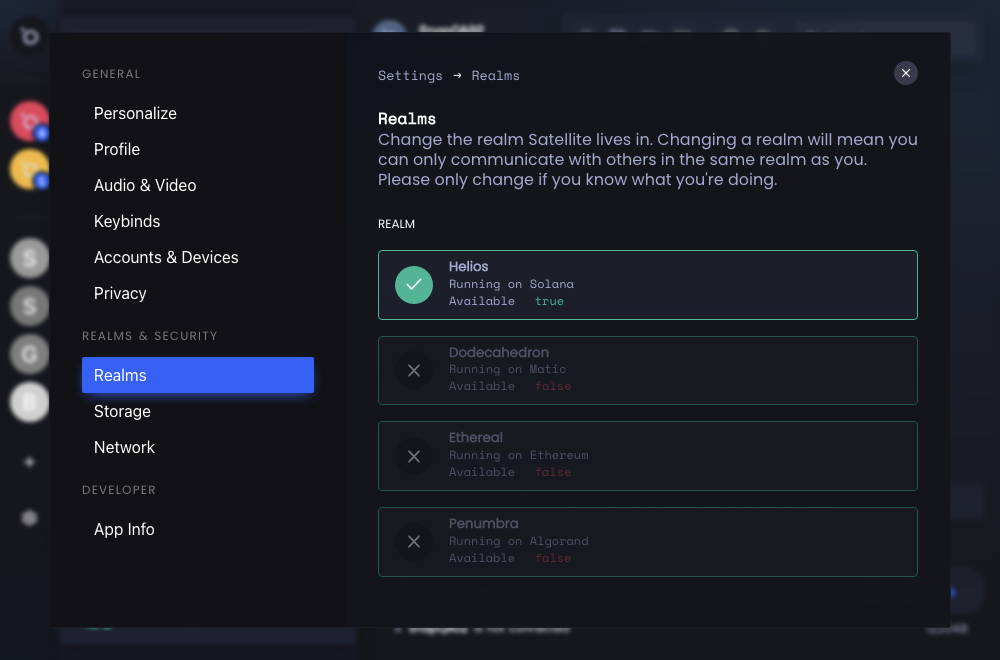 GENERAL
Personalize
Profile
Audio & Video
Keybinds
Accounts & Devices
Privacy
REALMS & SECURITY
Realms
Storage
Network
DEVELOPER
App Info
Settings → Realms
Realms
Change the realm Satellite lives in. Changing a realm will mean you
can only communicate with others in the same realm as you.
Please only change if you know what you're doing.
REALM
Helios
Running on Solana
Available true
Dodecahedron
Running on Matic
Available false
Ethereal
Running on Ethereum
Available false
Penumbra
Running on Algorand
Available false
S
S
G
is not connected